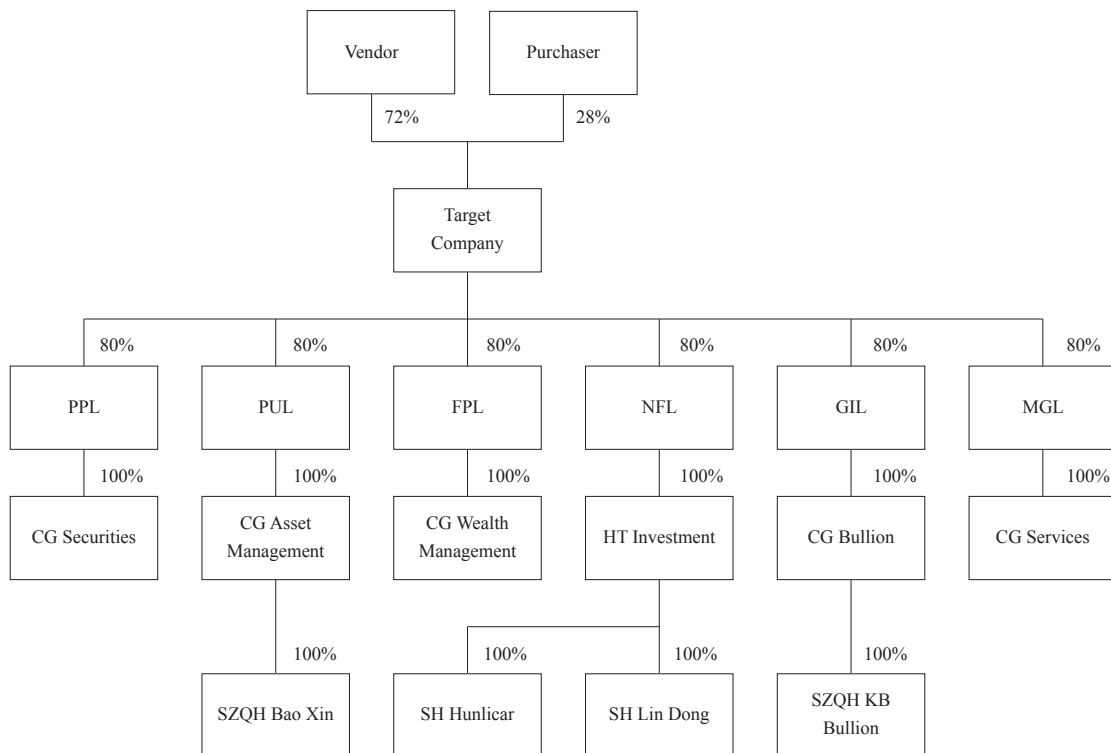 Vendor
Purchaser
72%
28%
Target
Company
80%
80%
80%
80%
80%
80%
PPL
PUL
FPL
NFL
GIL
MGL
100%
100%
100%
100%
100%
100%
CG Securities
CG Asset
Management
CG Wealth
Management
HT Investment
CG Bullion
CG Services
100%
100%
100%
100%
SZQH Bao Xin
SH Hunlicar
SH Lin Dong
SZQH KB
Bullion